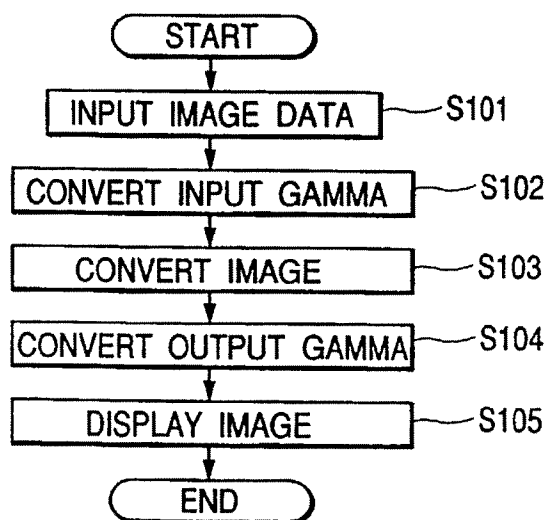 START
INPUT IMAGE DATA S101
CONVERT INPUT GAMMA S102
CONVERT IMAGE S103
CONVERT OUTPUT GAMMA S104
DISPLAY IMAGE S105
END